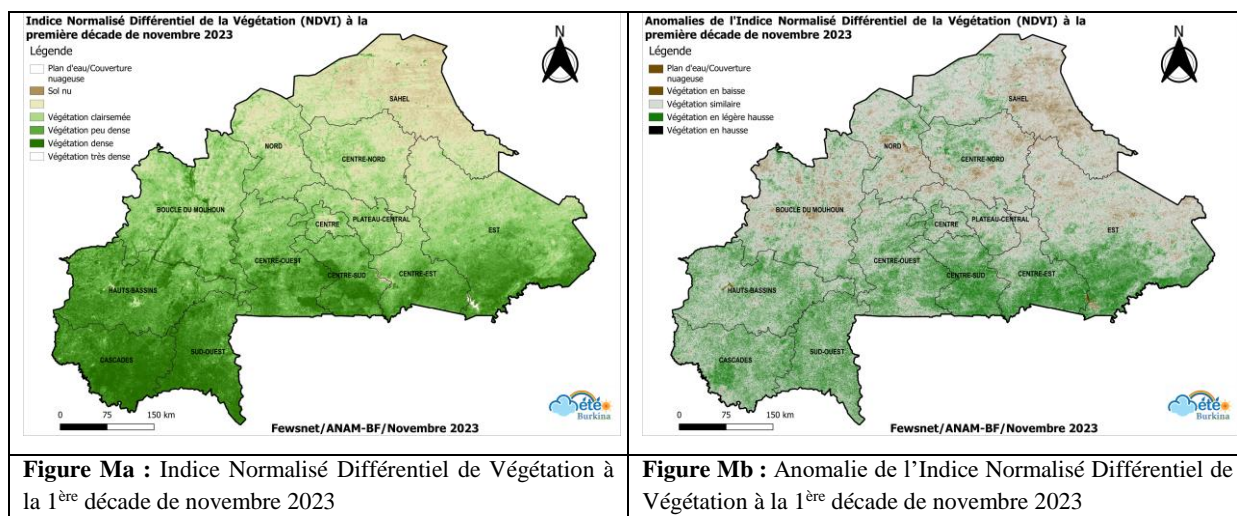 Indice Normalisé Différentiel de la Végétation (NDVI) à la
première décade de novembre 2023
Légende
Plan d'eau/Couverture
nuageuse
Sol nu
Végétation clairsemée
Végétation peu dense
Végétation dense
Végétation très dense
N
SAHEL
NORD
CENTRE-NORD
BOUCLE DU MOUHOUN
CENTRE
PLATEAU-CENTRAL
EST
CENTRE-OUEST
CENTRE-SUD
CENTRE-EST
HAUTS-BASSINS
CASCADES
SUD-OUEST
0 75 150 km
Fewsnet/ANAM-BF/Novembre 2023
été
Burkina
Anomalies de l'Indice Normalisé Différentiel de la Végétation (NDVI) à la
première décade de novembre 2023
Légende
Plan d'eau/Couverture
nuageuse
Végétation en baisse
Végétation similaire
Végétation en légère hausse
Végétation en hausse
N
SAHEL
NORD
CENTRE-NORD
BOUCLE DU MOUHOUN
CENTRE
PLATEAU-CENTRAL
EST
CENTRE-OUEST
CENTRE-SUD
CENTRE-EST
HAUTS-BASSINS
CASCADES
SUD-OUEST
0 75 150 km
Fewsnet/ANAM-BF/Novembre 2023
été
Burkina
Figure Ma : Indice Normalisé Différentiel de Végétation à
la 1ère décade de novembre 2023
Figure Mb : Anomalie de l’Indice Normalisé Différentiel de
Végétation à la 1ère décade de novembre 2023